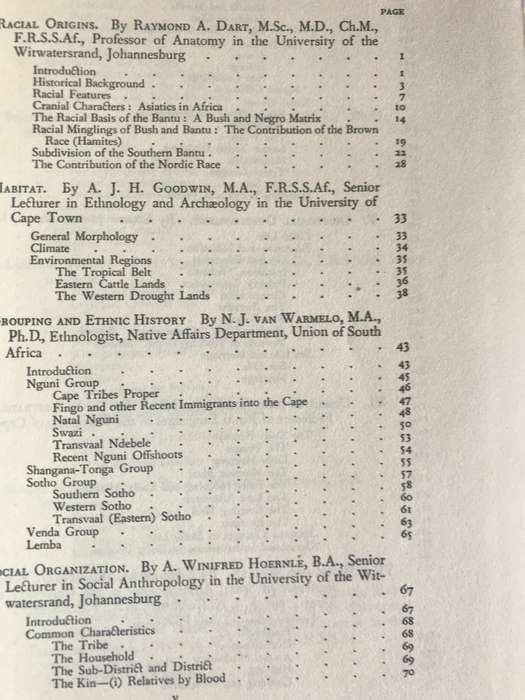 PAGE
RACIAL ORIGINS. By RAYMOND A. DART, M.Sc., M.D., Ch.M.,
F.R.S.S.Af., Professor of Anatomy in the University of the
Witwatersrand, Johannesburg . . . . . . 1
Introduction . . . . . . . . . 1
Historical Background . . . . . . . . 3
Racial Features . . . . . . . . . 7
Cranial Characters : Asiatics in Africa . . . . . . 10
The Racial Basis of the Bantu : A Bush and Negro Matrix . . 14
Racial Minglings of Bush and Bantu : The Contribution of the Brown
Race (Hamites) . . . . . . . . 19
Subdivision of the Southern Bantu . . . . . . 22
The Contribution of the Nordic Race . . . . . . 28
HABITAT. By A. J. H. GOODWIN, M.A., F.R.S.S.Af., Senior
Lecturer in Ethnology and Archæology in the University of
Cape Town . . . . . . . . . 33
General Morphology . . . . . . . . 33
Climate . . . . . . . . . 34
Environmental Regions . . . . . . . 35
The Tropical Belt . . . . . . . 35
Eastern Cattle Lands . . . . . . . 36
The Western Drought Lands . . . . . . 38
GROUPING AND ETHNIC HISTORY By N. J. VAN WARMELO, M.A.,
Ph.D., Ethnologist, Native Affairs Department, Union of South
Africa . . . . . . . . . . 43
Introduction . . . . . . . . . 43
Nguni Group . . . . . . . . . 45
Cape Tribes Proper . . . . . . . 46
Fingo and other Recent Immigrants into the Cape . . 47
Natal Nguni . . . . . . . . 48
Swazi . . . . . . . . . 50
Transvaal Ndebele . . . . . . . 53
Recent Nguni Offshoots . . . . . . 54
Shangana-Tonga Group . . . . . . . 55
Sotho Group . . . . . . . . . 57
Southern Sotho . . . . . . . . 58
Western Sotho . . . . . . . . 60
Transvaal (Eastern) Sotho . . . . . . 61
Venda Group . . . . . . . . . 63
Lemba . . . . . . . . . 65
SOCIAL ORGANIZATION. By A. WINIFRED HOERNLÉ, B.A., Senior
Lecturer in Social Anthropology in the University of the Wit-
watersrand, Johannesburg . . . . . . . 67
Introduction . . . . . . . . . 67
Common Characteristics . . . . . . . 68
The Tribe . . . . . . . . . 68
The Household . . . . . . . . 69
The Sub-District and District . . . . . . 69
The Kin—(i) Relatives by Blood . . . . . . 70
v